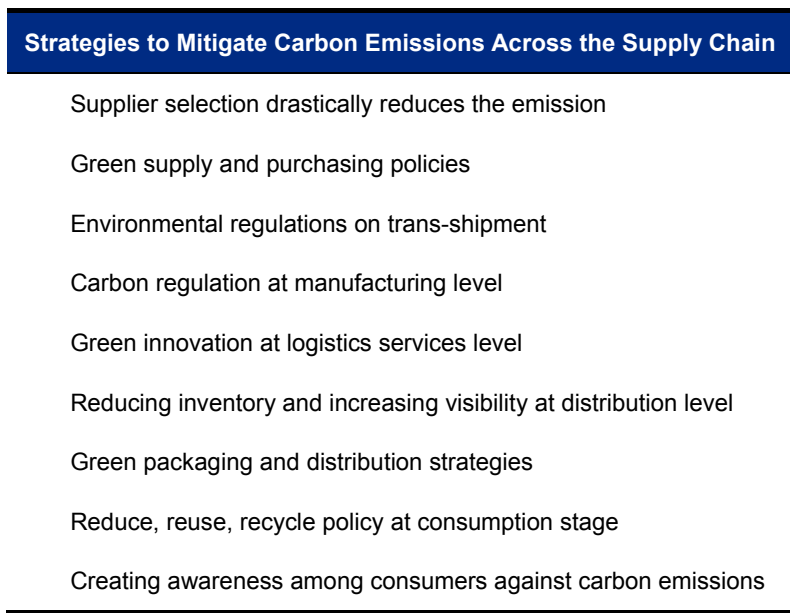 Strategies to Mitigate Carbon Emissions Across the Supply Chain
Supplier selection drastically reduces the emission
Green supply and purchasing policies
Environmental regulations on trans-shipment
Carbon regulation at manufacturing level
Green innovation at logistics services level
Reducing inventory and increasing visibility at distribution level
Green packaging and distribution strategies
Reduce, reuse, recycle policy at consumption stage
Creating awareness among consumers against carbon emissions